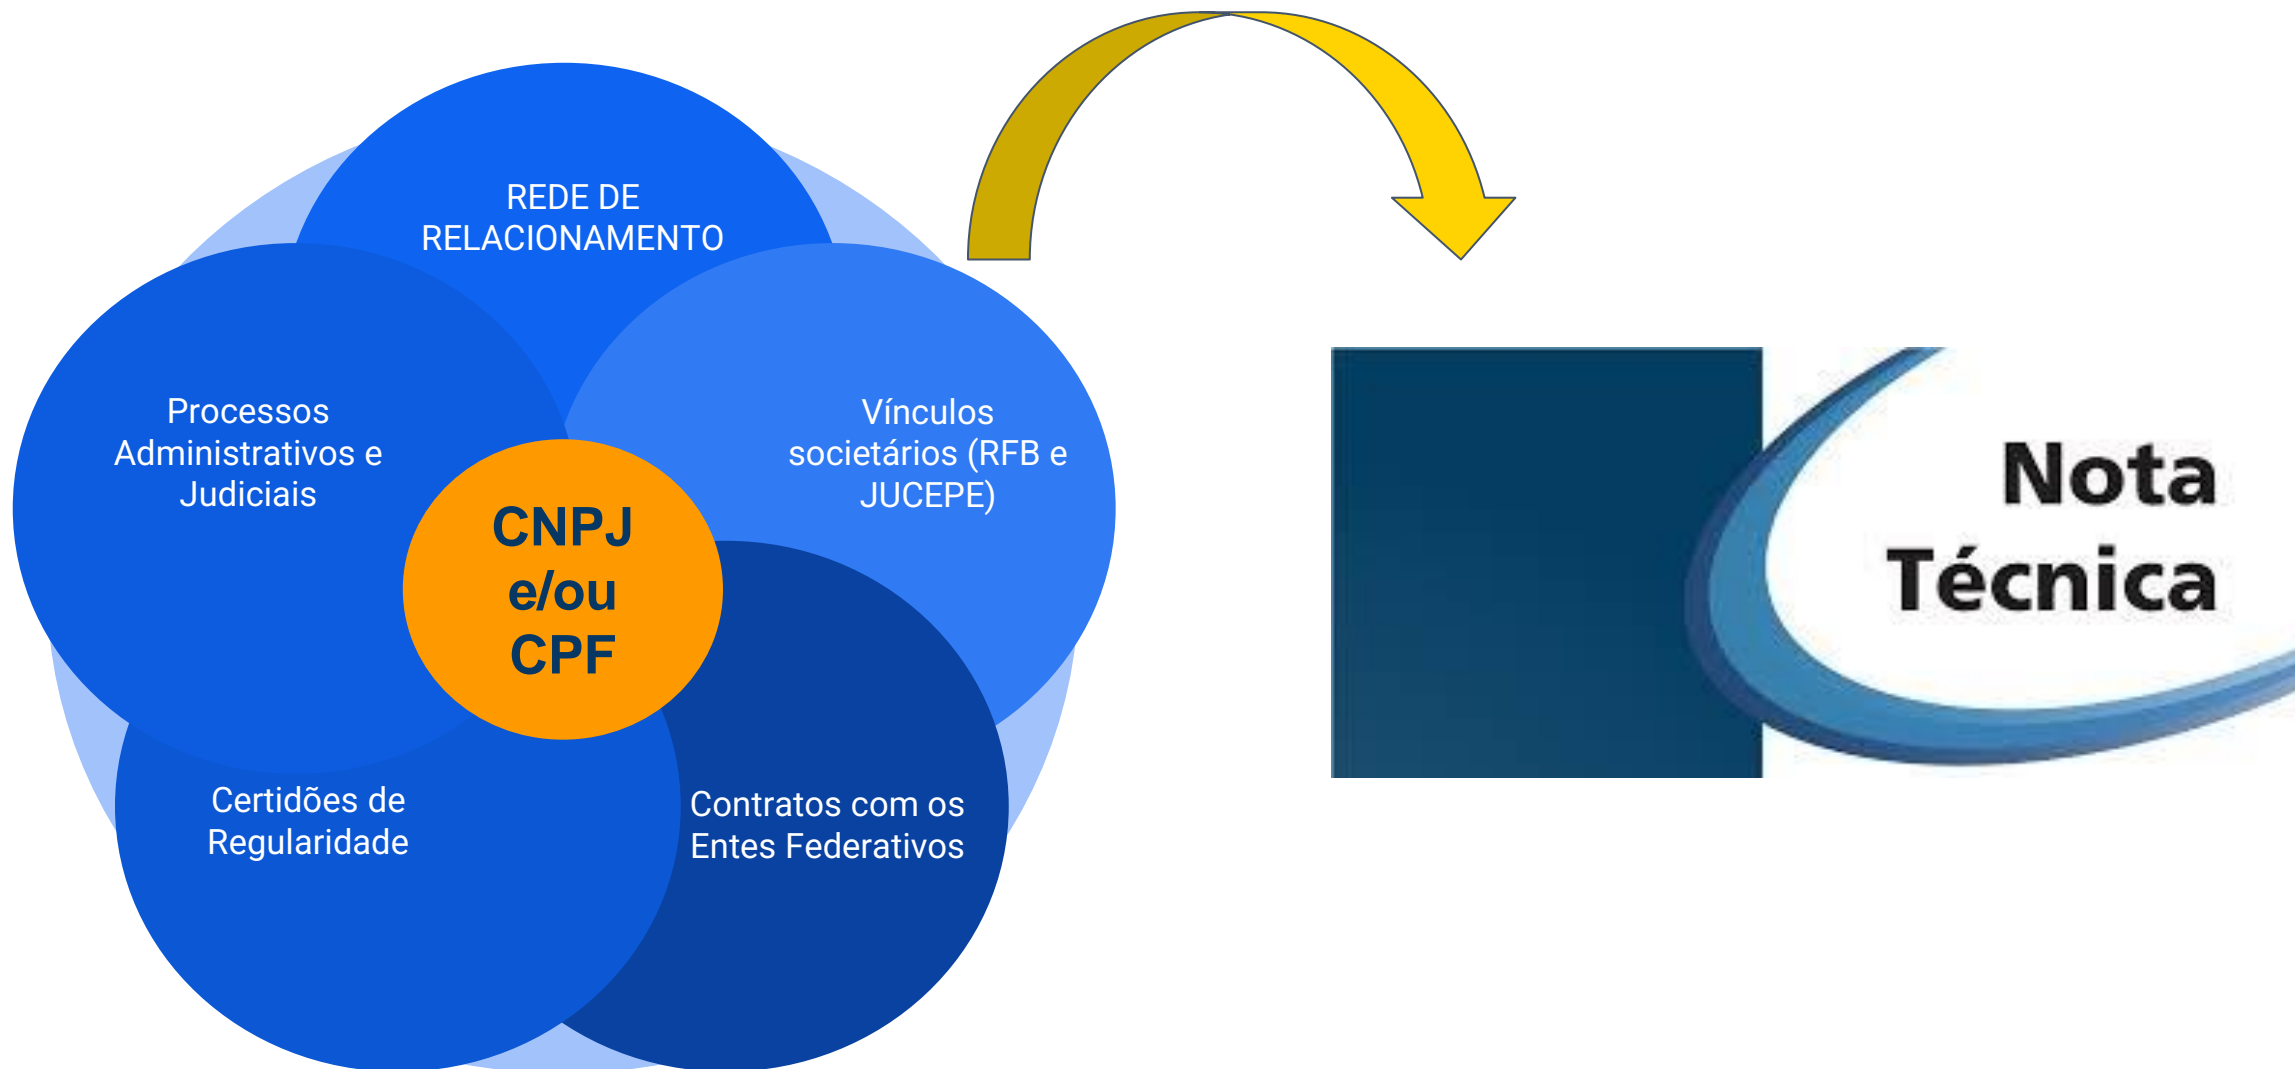 REDE DE
RELACIONAMENTO
Processos
Administrativos e
Judiciais
Vínculos
societários (RFB e
JUCEPE)
CNPJ
e/ou
CPF
Certidões de
Regularidade
Contratos com os
Entes Federativos
Nota
Técnica